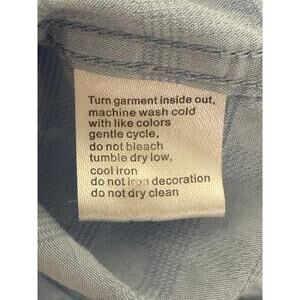 Turn garment inside out,
machine wash cold
with like colors
gentle cycle,
do not bleach
tumble dry low,
cool iron
do not iron decoration
do not dry clean